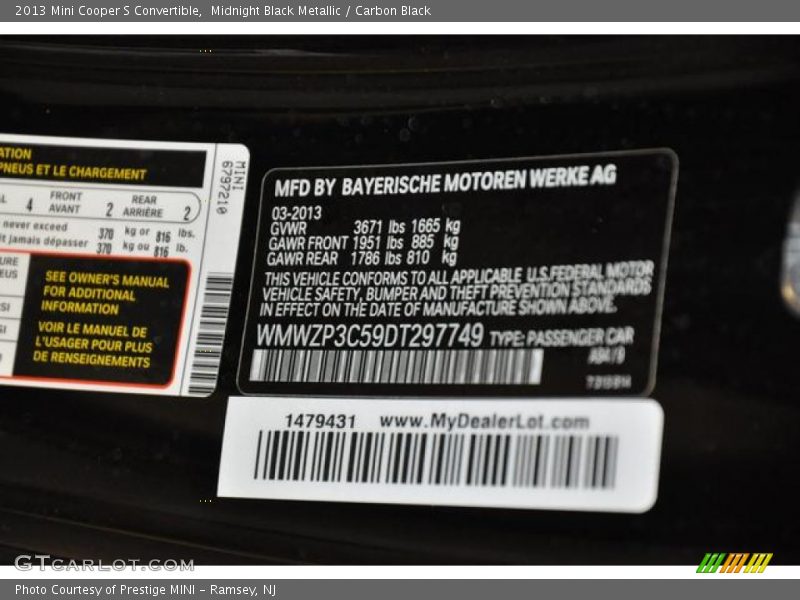 2013 Mini Cooper S Convertible, Midnight Black Metallic / Carbon Black
ATION
PNEUS ET LE CHARGEMENT
MINI
6797210
4 FRONT AVANT 2 REAR ARRIÈRE 2
never exceed 370 kg or 816 lbs.
it jamais dépasser 370 kg ou 816 lb.
SEE OWNER'S MANUAL
FOR ADDITIONAL
INFORMATION
VOIR LE MANUEL DE
L'USAGER POUR PLUS
DE RENSEIGNEMENTS
MFD BY BAYERISCHE MOTOREN WERKE AG
03-2013
GVWR 3671 lbs 1665 kg
GAWR FRONT 1951 lbs 885 kg
GAWR REAR 1786 lbs 810 kg
THIS VEHICLE CONFORMS TO ALL APPLICABLE U.S.FEDERAL MOTOR
VEHICLE SAFETY, BUMPER AND THEFT PREVENTION STANDARDS
IN EFFECT ON THE DATE OF MANUFACTURE SHOWN ABOVE.
WMWZP3C59DT297749 TYPE: PASSENGER CAR
1479431 www.MyDealerLot.com
GTCARLOT.COM
Photo Courtesy of Prestige MINI - Ramsey, NJ